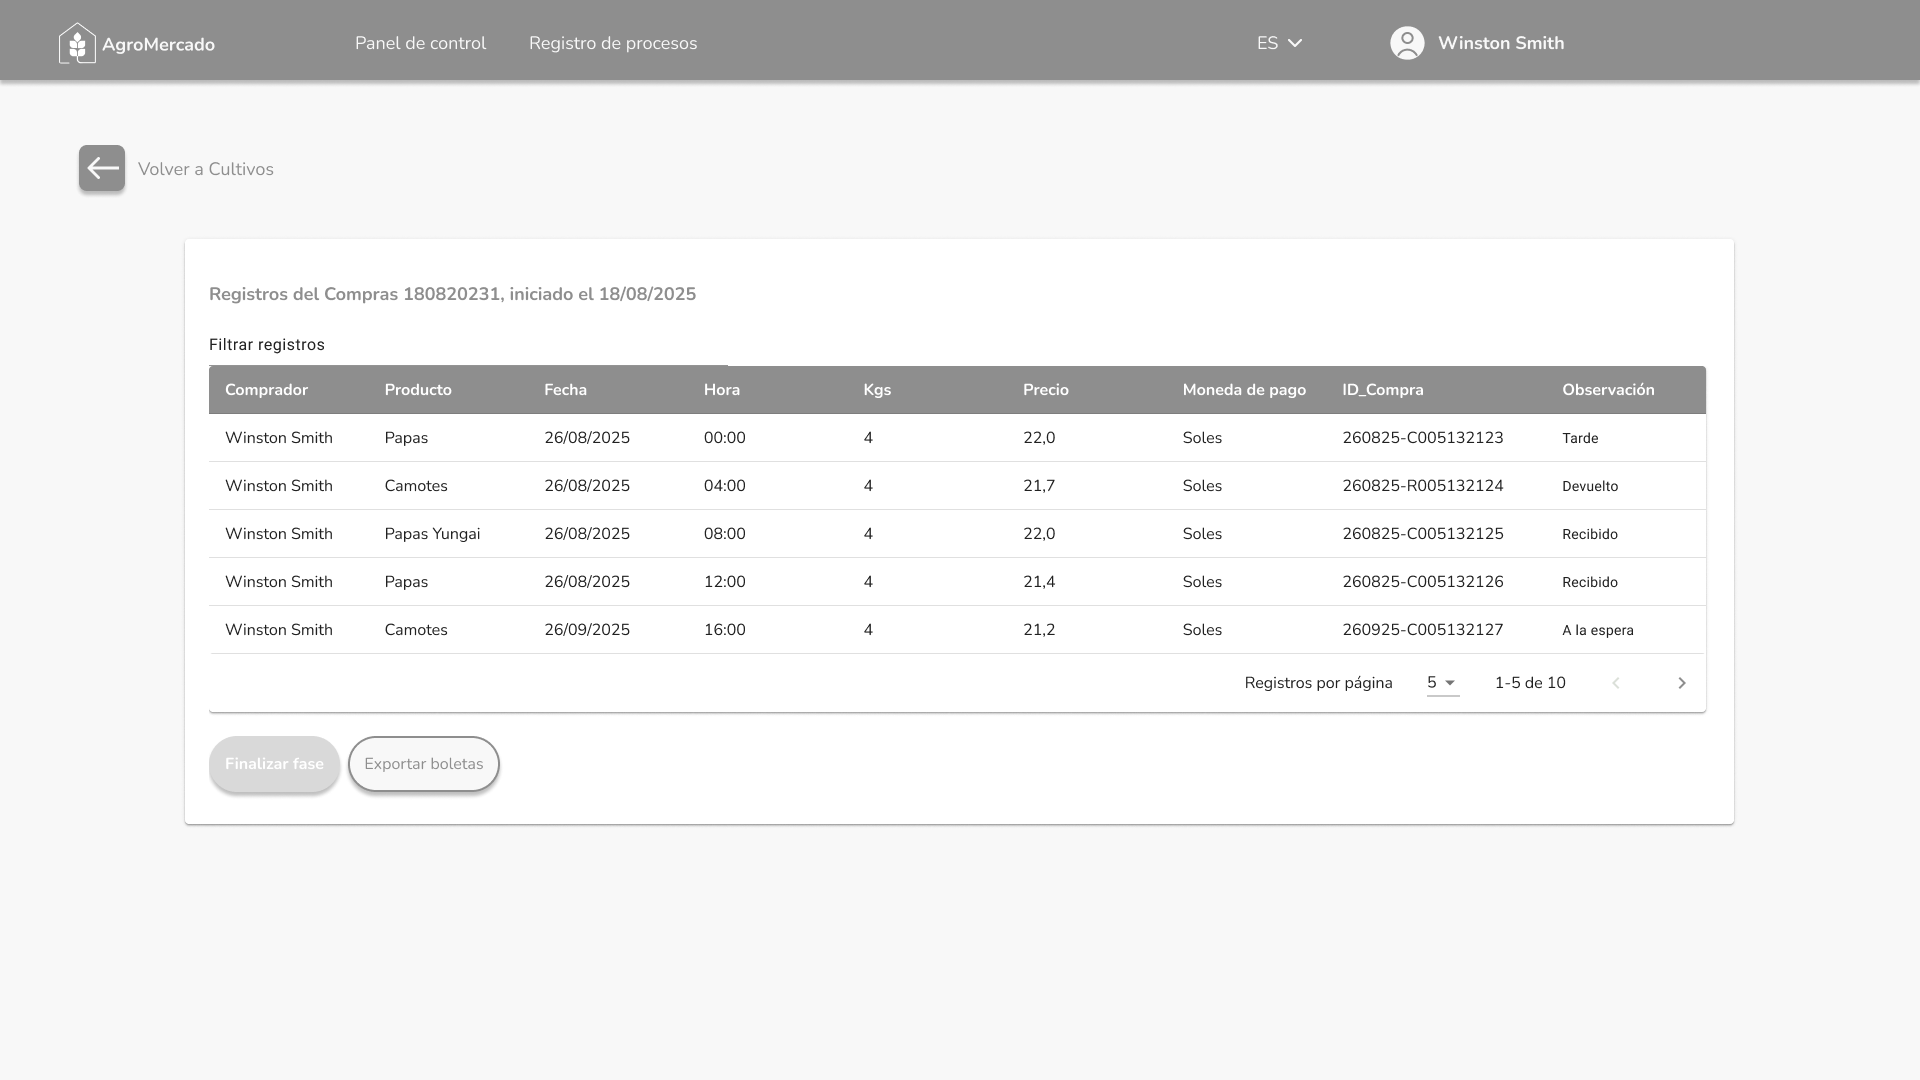 AgroMercado
Panel de control
Registro de procesos
ES
Winston Smith
Volver a Cultivos
Registros del Compras 180820231, iniciado el 18/08/2025
Filtrar registros
Comprador Producto Fecha Hora Kgs Precio Moneda de pago ID_Compra Observación
Winston Smith Papas 26/08/2025 00:00 4 22,0 Soles 260825-C005132123 Tarde
Winston Smith Camotes 26/08/2025 04:00 4 21,7 Soles 260825-R005132124 Devuelto
Winston Smith Papas Yungai 26/08/2025 08:00 4 22,0 Soles 260825-C005132125 Recibido
Winston Smith Papas 26/08/2025 12:00 4 21,4 Soles 260825-C005132126 Recibido
Winston Smith Camotes 26/09/2025 16:00 4 21,2 Soles 260925-C005132127 A la espera
Registros por página 5 1-5 de 10
Finalizar fase
Exportar boletas